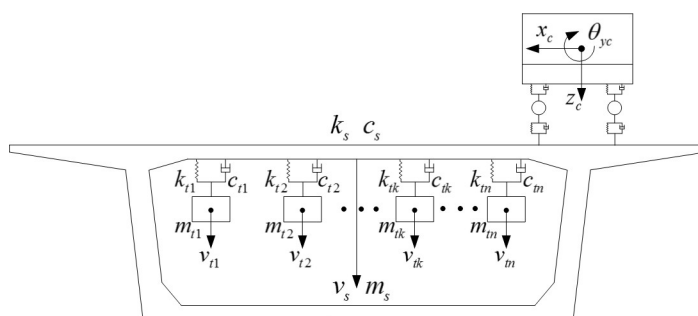 x_c θ_yc
z_c
k_s c_s
k_t1 c_t1 k_t2 c_t2 k_tk c_tk k_tn c_tn
m_t1 m_t2 m_tk m_tn
v_t1 v_t2 v_tk v_tn
v_s m_s